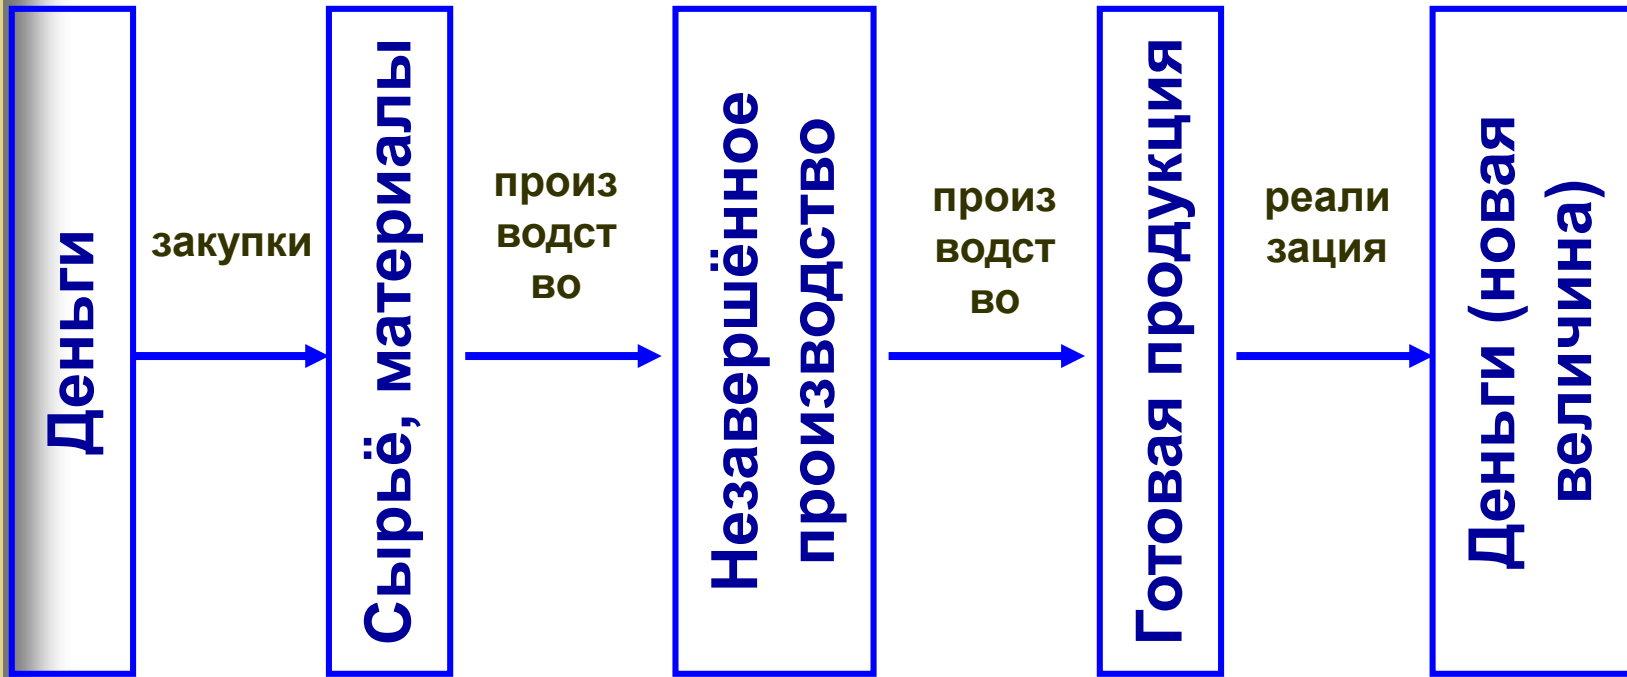 Деньги
закупки
Сырьё, материалы
произ
водст
во
Незавершённое
производство
произ
водст
во
Готовая продукция
реали
зация
Деньги (новая
величина)